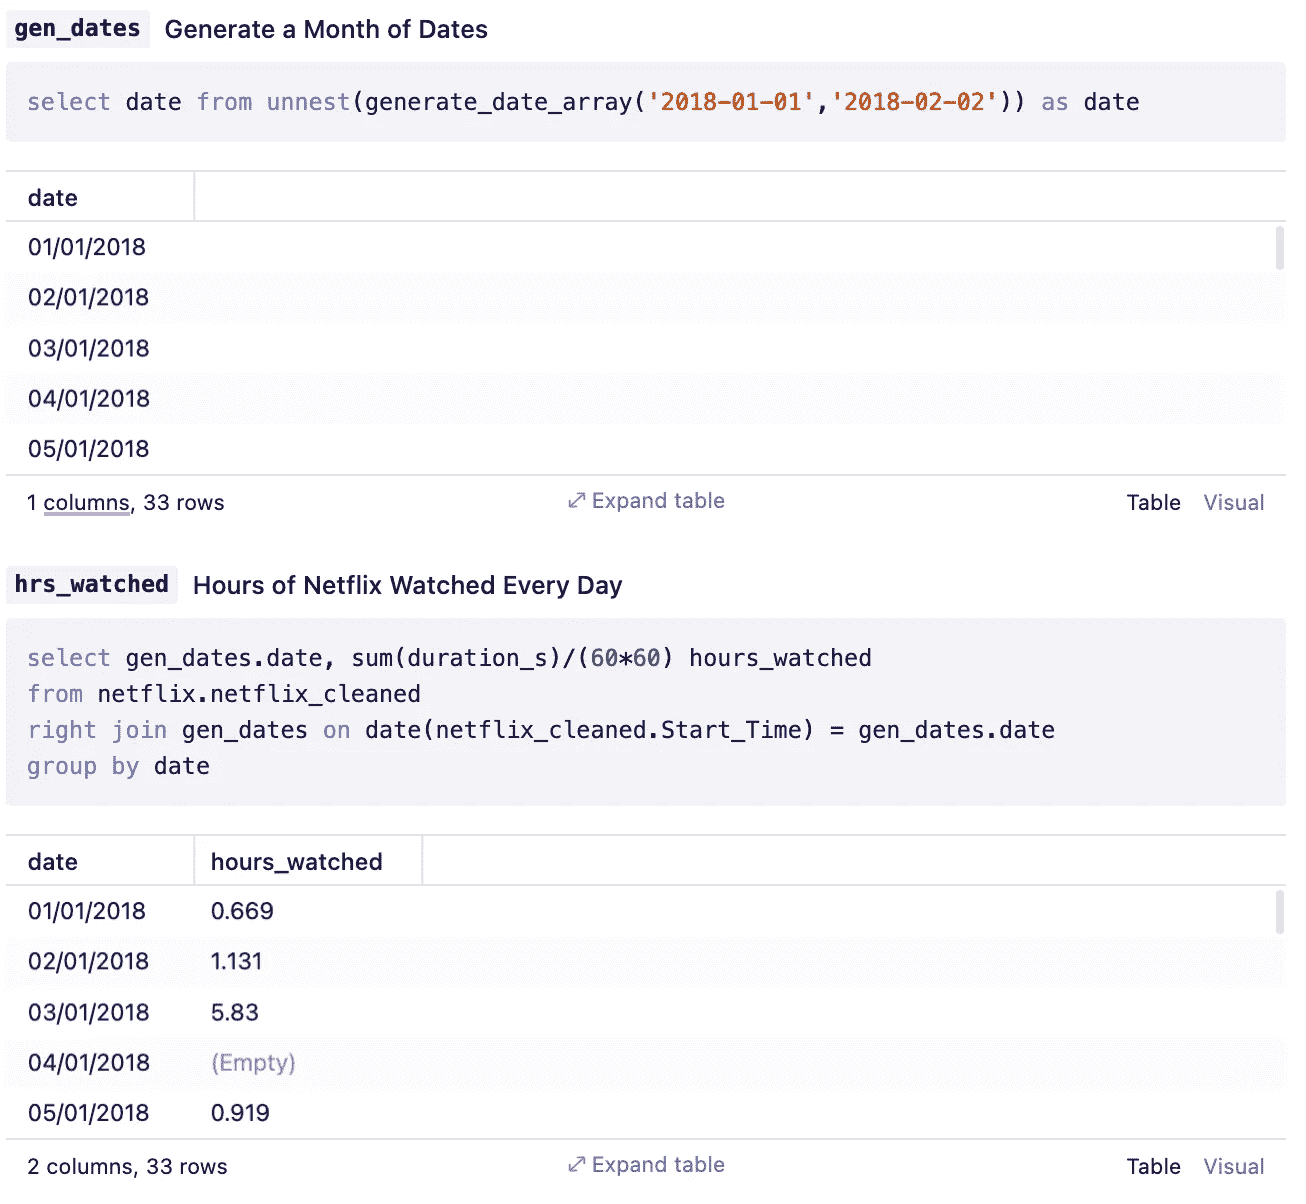 gen_dates Generate a Month of Dates
select date from unnest(generate_date_array('2018-01-01','2018-02-02')) as date
date
01/01/2018
02/01/2018
03/01/2018
04/01/2018
05/01/2018
1 columns, 33 rows Expand table Table Visual
hrs_watched Hours of Netflix Watched Every Day
select gen_dates.date, sum(duration_s)/(60*60) hours_watched
from netflix.netflix_cleaned
right join gen_dates on date(netflix_cleaned.Start_Time) = gen_dates.date
group by date
date hours_watched
01/01/2018 0.669
02/01/2018 1.131
03/01/2018 5.83
04/01/2018 (Empty)
05/01/2018 0.919
2 columns, 33 rows Expand table Table Visual